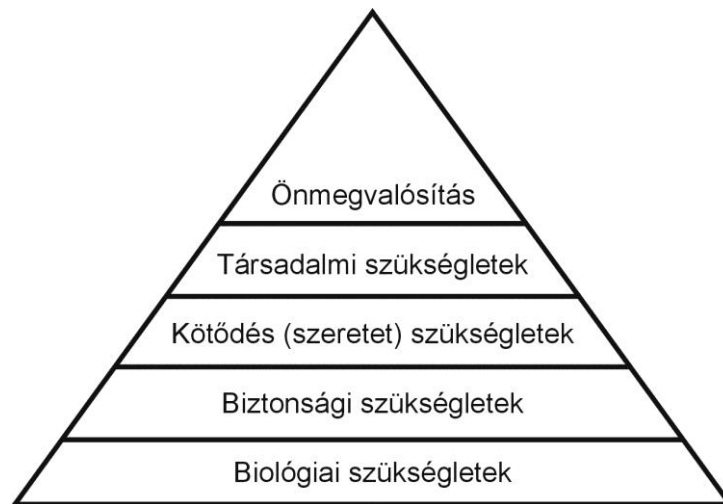 Önmegvalósítás
Társadalmi szükségletek
Kötődés (szeretet) szükségletek
Biztonsági szükségletek
Biológiai szükségletek